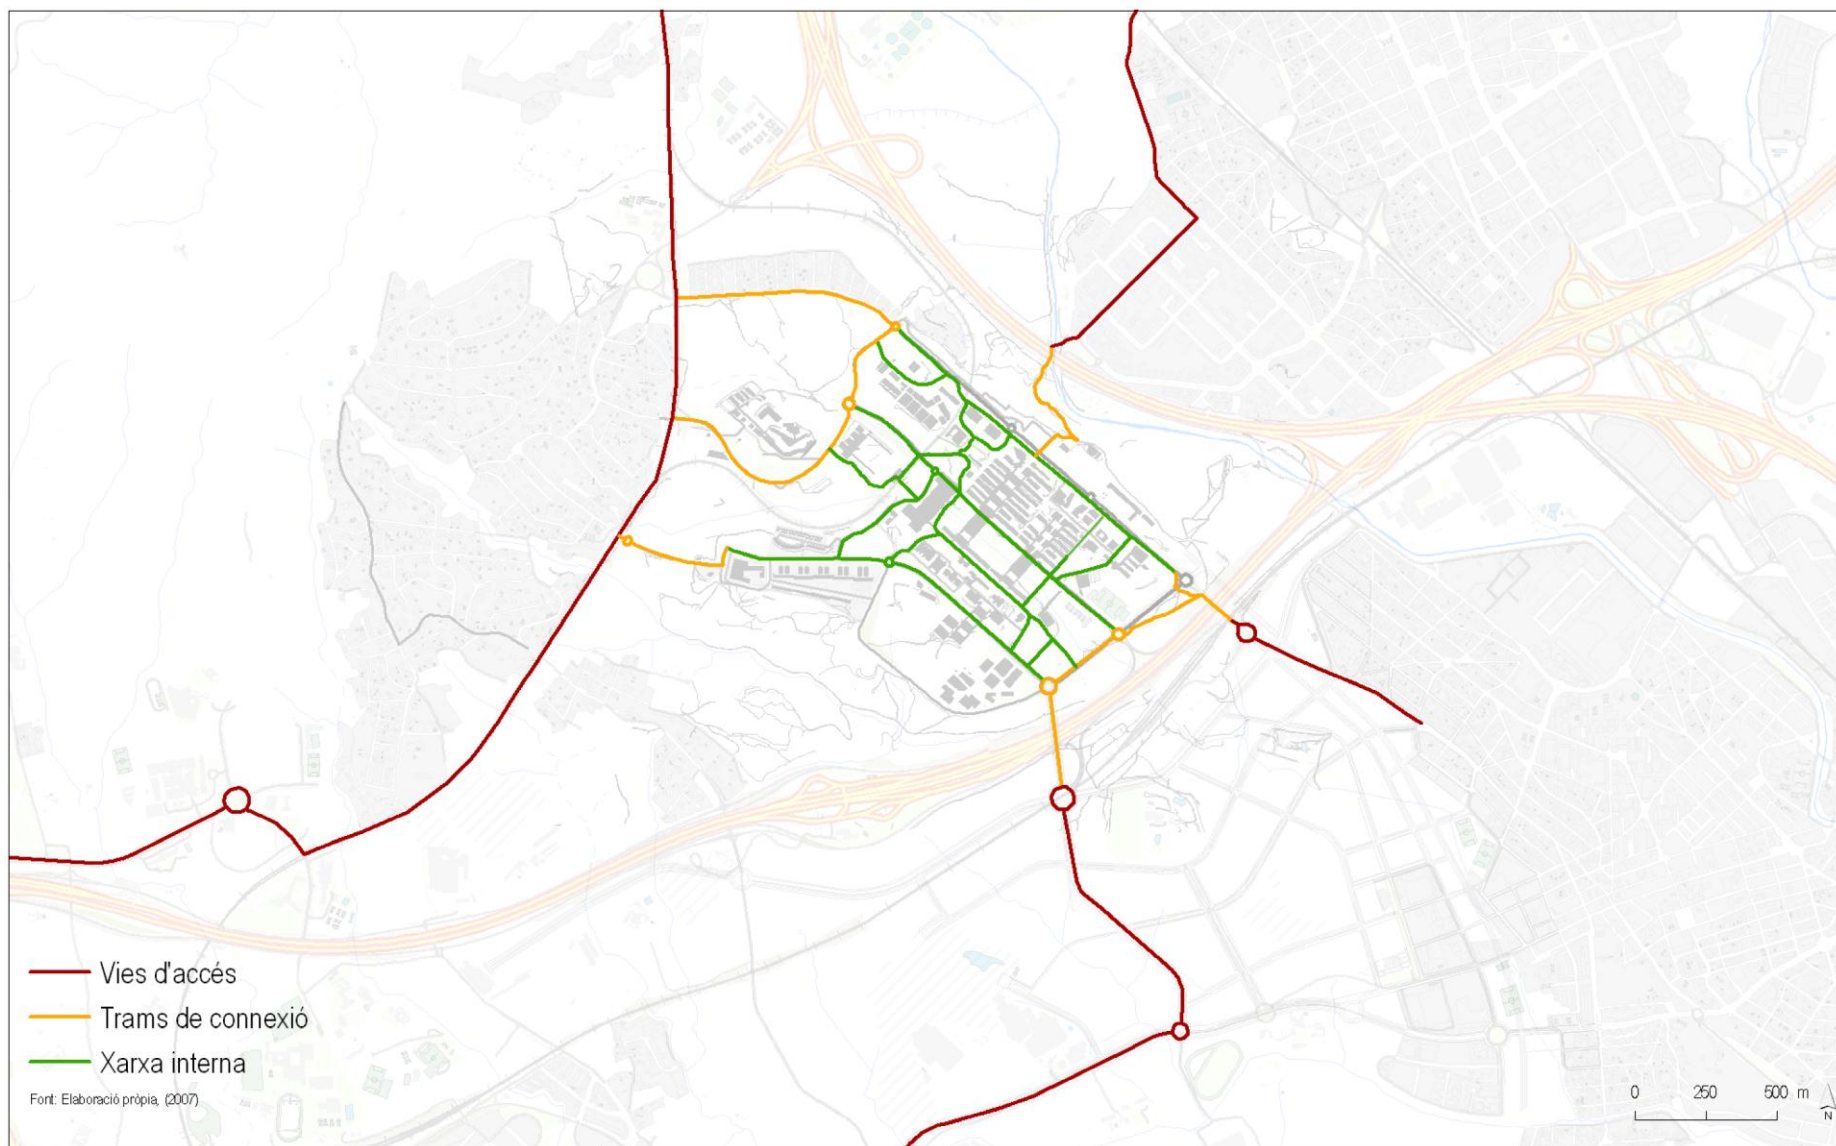 Vies d'accés
Trams de connexió
Xarxa interna
Font: Elaboració pròpia, (2007)
0 250 500 m
N